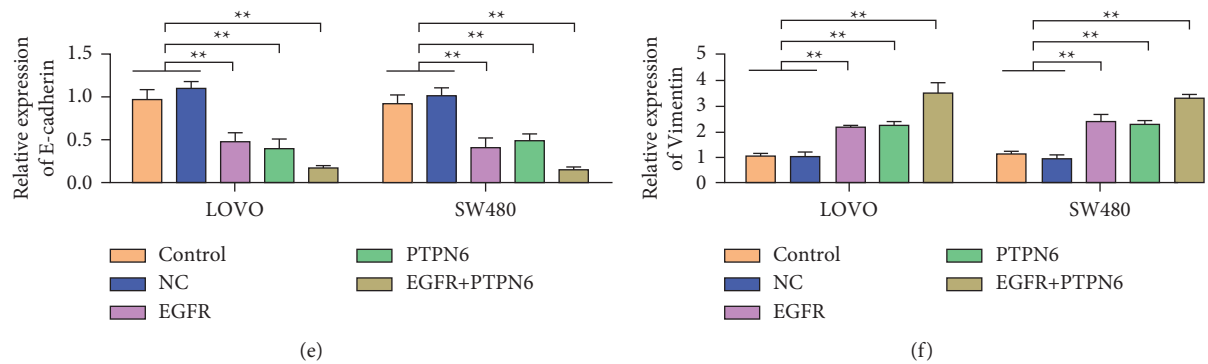 Relative expression
of E-cadherin
1.5
1.0
0.5
0.0
**
**
**
**
**
**
LOVO
SW480
Control
NC
EGFR
PTPN6
EGFR+PTPN6
(e)
Relative expression
of Vimentin
5
4
3
2
1
0
**
**
**
**
**
**
LOVO
SW480
Control
NC
EGFR
PTPN6
EGFR+PTPN6
(f)